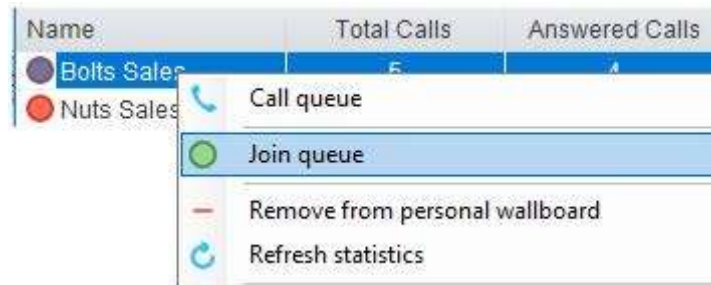 Name Total Calls Answered Calls
Bolts Sales 5 4
Nuts Sales
Call queue
Join queue
Remove from personal wallboard
Refresh statistics